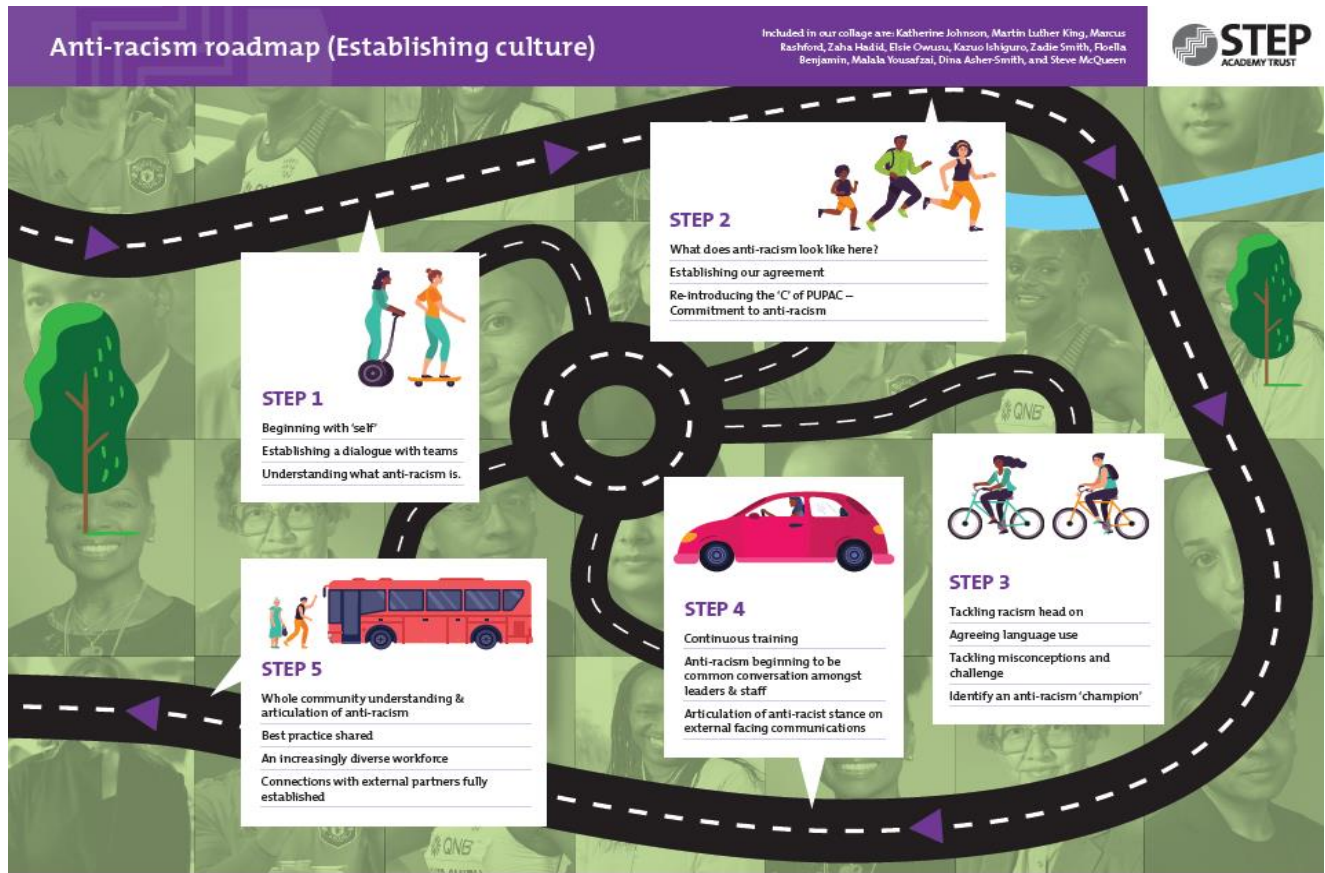 Anti-racism roadmap (Establishing culture)
Included in our collage are: Katherine Johnson, Martin Luther King, Marcus
Rashford, Zaha Hadid, Elsie Owusu, Kazuo Ishiguro, Zadie Smith, Floella
Benjamin, Malala Yousafzai, Dina Asher-Smith, and Steve McQueen
STEP
ACADEMY TRUST
STEP 1
Beginning with ‘self’
Establishing a dialogue with teams
Understanding what anti-racism is.
STEP 2
What does anti-racism look like here?
Establishing our agreement
Re-introducing the ‘C’ of PUPAC –
Commitment to anti-racism
STEP 3
Tackling racism head on
Agreeing language use
Tackling misconceptions and
challenge
Identify an anti-racism ‘champion’
STEP 4
Continuous training
Anti-racism beginning to be
common conversation amongst
leaders & staff
Articulation of anti-racist stance on
external facing communications
STEP 5
Whole community understanding &
articulation of anti-racism
Best practice shared
An increasingly diverse workforce
Connections with external partners fully
established
QNB
QNB
QNB